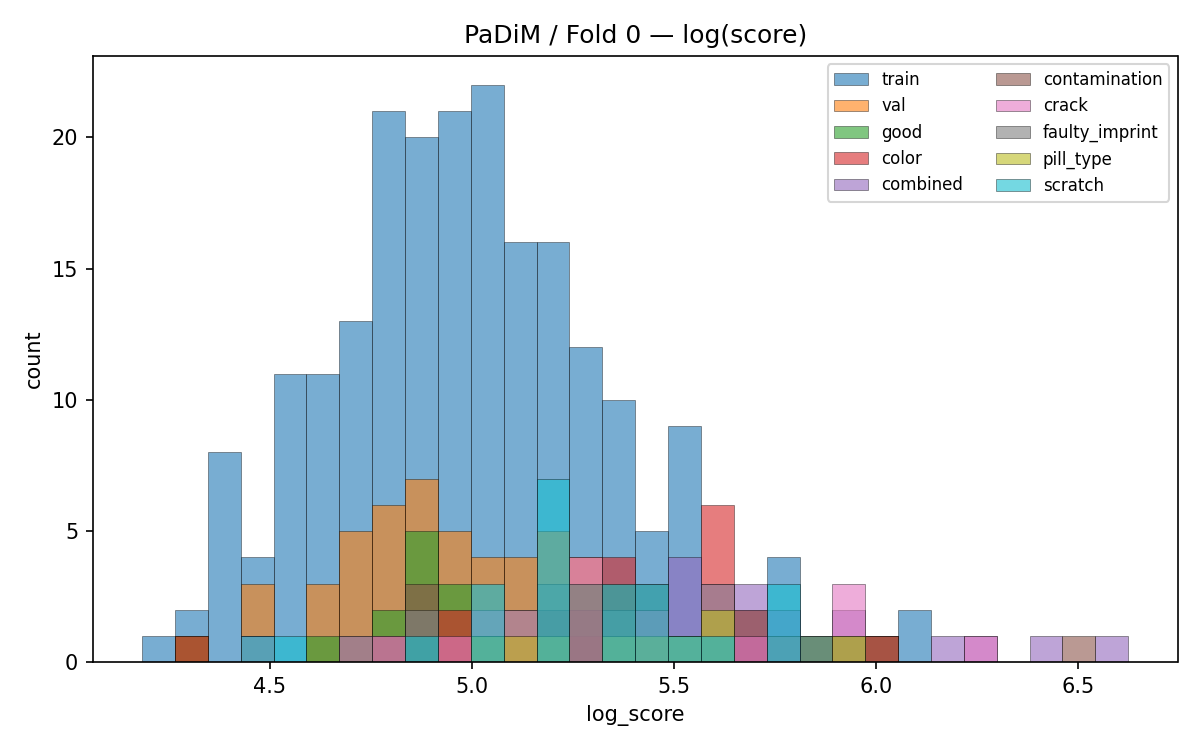 PaDiM / Fold 0 — log(score)
train
val
good
color
combined
contamination
crack
faulty_imprint
pill_type
scratch
count
20
15
10
5
0
4.5 5.0 5.5 6.0 6.5
log_score